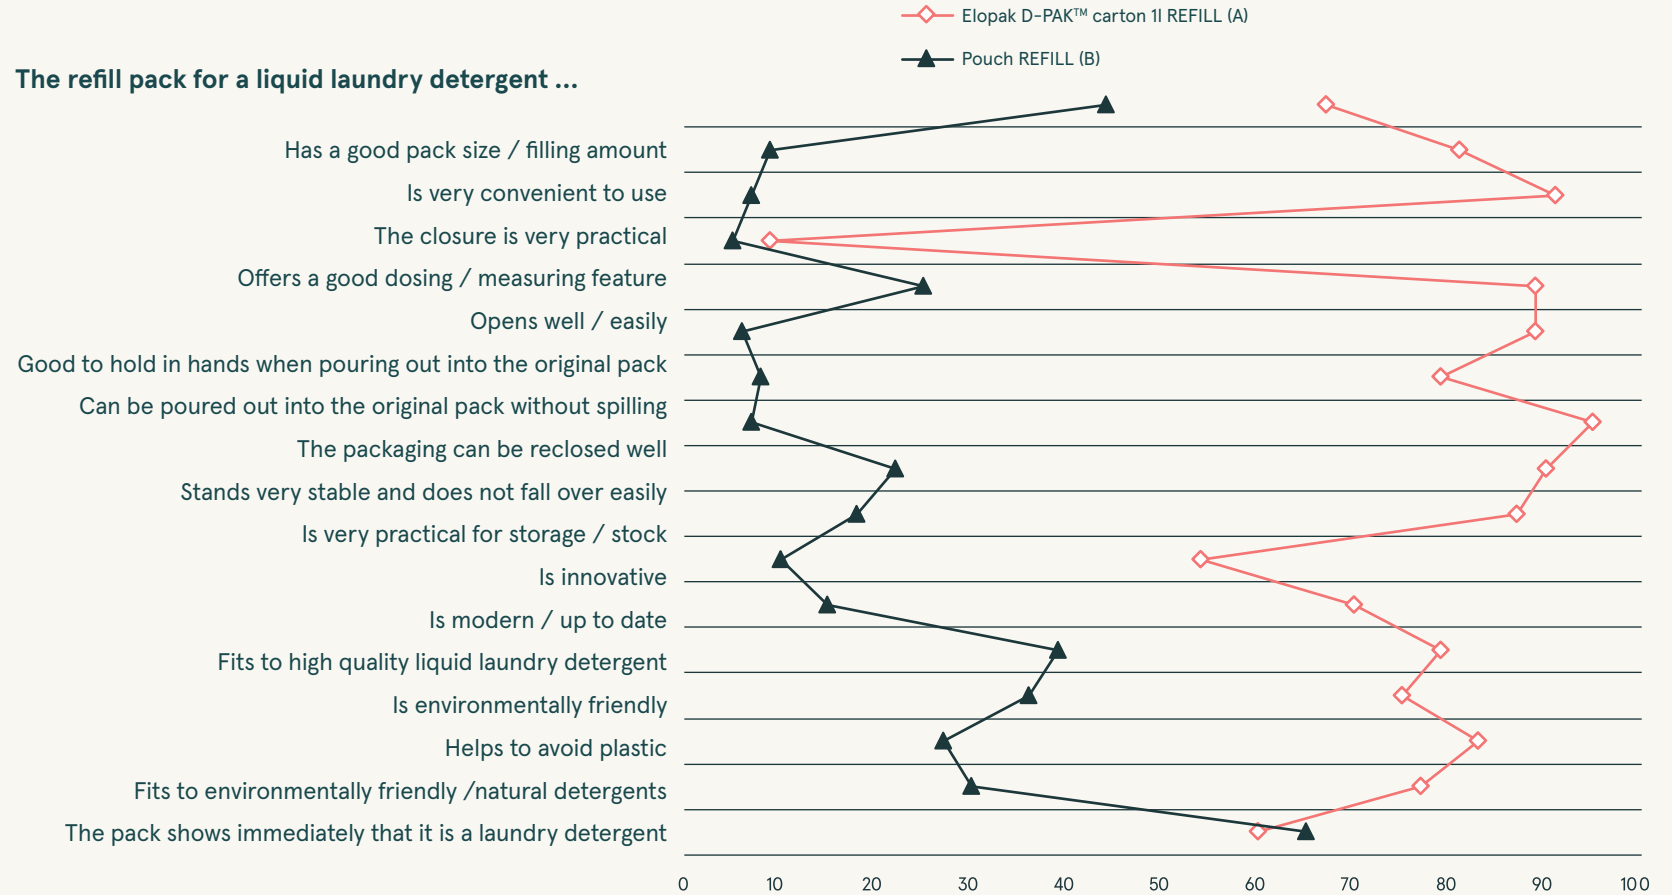 Elopak D-PAK™ carton 1l REFILL (A)
Pouch REFILL (B)
The refill pack for a liquid laundry detergent ...
Has a good pack size / filling amount
Is very convenient to use
The closure is very practical
Offers a good dosing / measuring feature
Opens well / easily
Good to hold in hands when pouring out into the original pack
Can be poured out into the original pack without spilling
The packaging can be reclosed well
Stands very stable and does not fall over easily
Is very practical for storage / stock
Is innovative
Is modern / up to date
Fits to high quality liquid laundry detergent
Is environmentally friendly
Helps to avoid plastic
Fits to environmentally friendly /natural detergents
The pack shows immediately that it is a laundry detergent
0 10 20 30 40 50 60 70 80 90 100